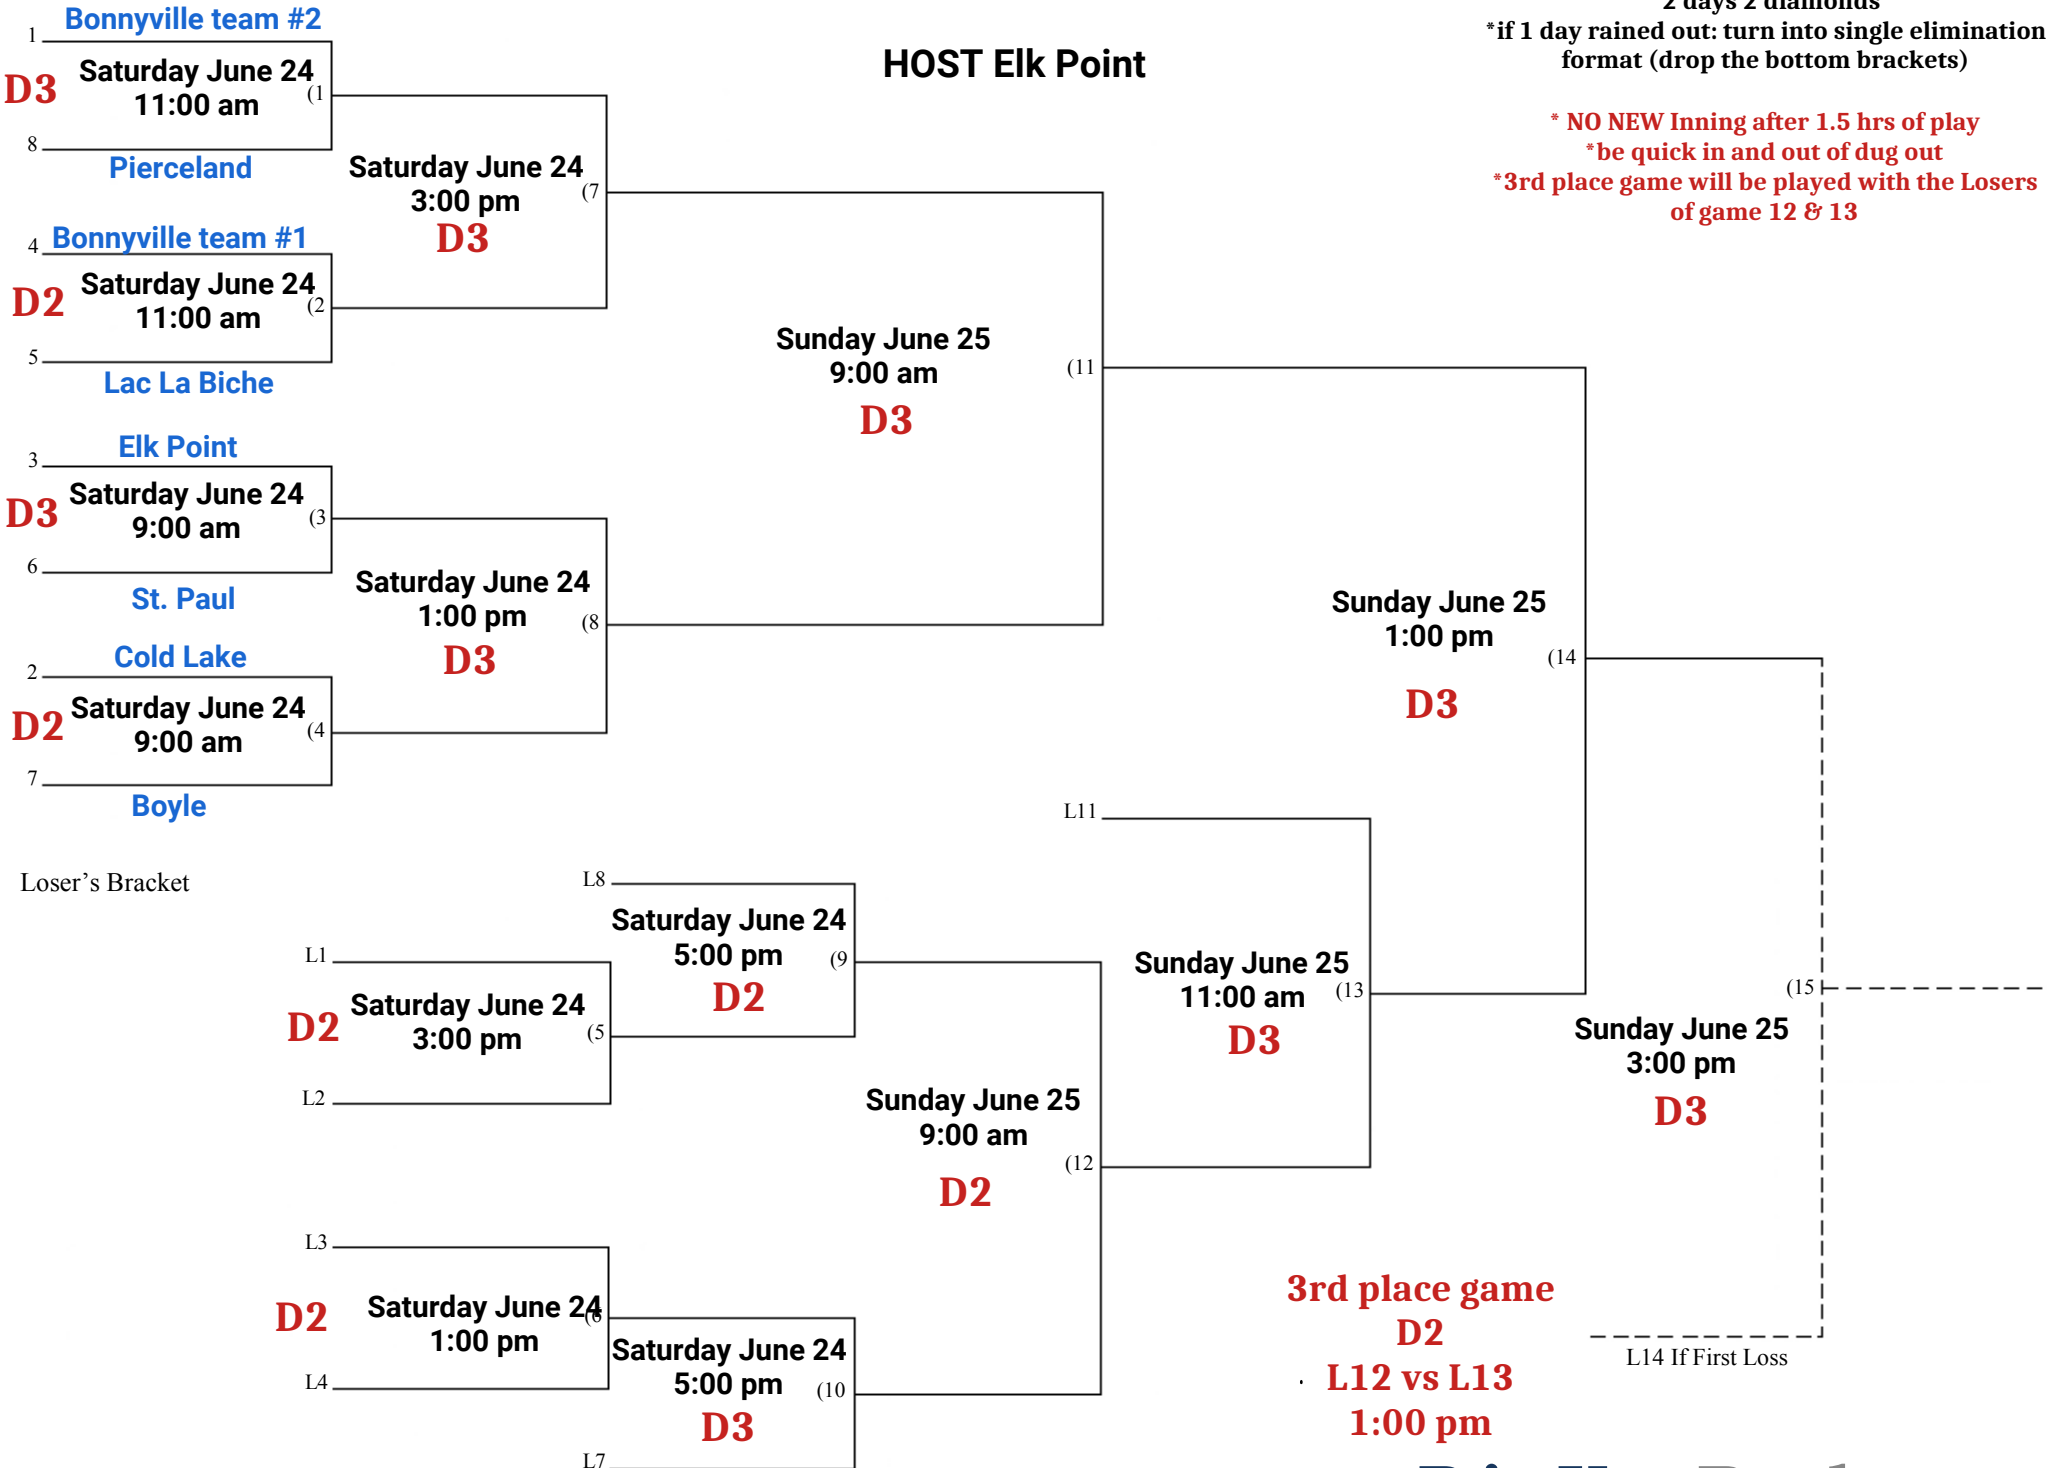 Bonnyville team #2
1
D3
Saturday June 24
11:00 am
(1
8
Pierceland
Saturday June 24
3:00 pm
D3
(7
4
Bonnyville team #1
D2
Saturday June 24
11:00 am
(2
5
Lac La Biche
HOST Elk Point
2 days 2 diamonds
*if 1 day rained out: turn into single elimination
format (drop the bottom brackets)
* NO NEW Inning after 1.5 hrs of play
*be quick in and out of dug out
*3rd place game will be played with the Losers
of game 12 & 13
Sunday June 25
9:00 am
D3
(11
Elk Point
3
D3
Saturday June 24
9:00 am
(3
6
St. Paul
Saturday June 24
1:00 pm
D3
(8
Cold Lake
2
D2
Saturday June 24
9:00 am
(4
7
Boyle
Sunday June 25
1:00 pm
D3
(14
Loser's Bracket
L11
L8
Saturday June 24
5:00 pm
D2
(9
L1
D2
Saturday June 24
3:00 pm
(5
L2
Sunday June 25
11:00 am
D3
(13
(15
Sunday June 25
3:00 pm
D3
Sunday June 25
9:00 am
D2
(12
L3
D2
Saturday June 24
1:00 pm
(6
L4
Saturday June 24
5:00 pm
D3
(10
L7
3rd place game
D2
L12 vs L13
1:00 pm
L14 If First Loss